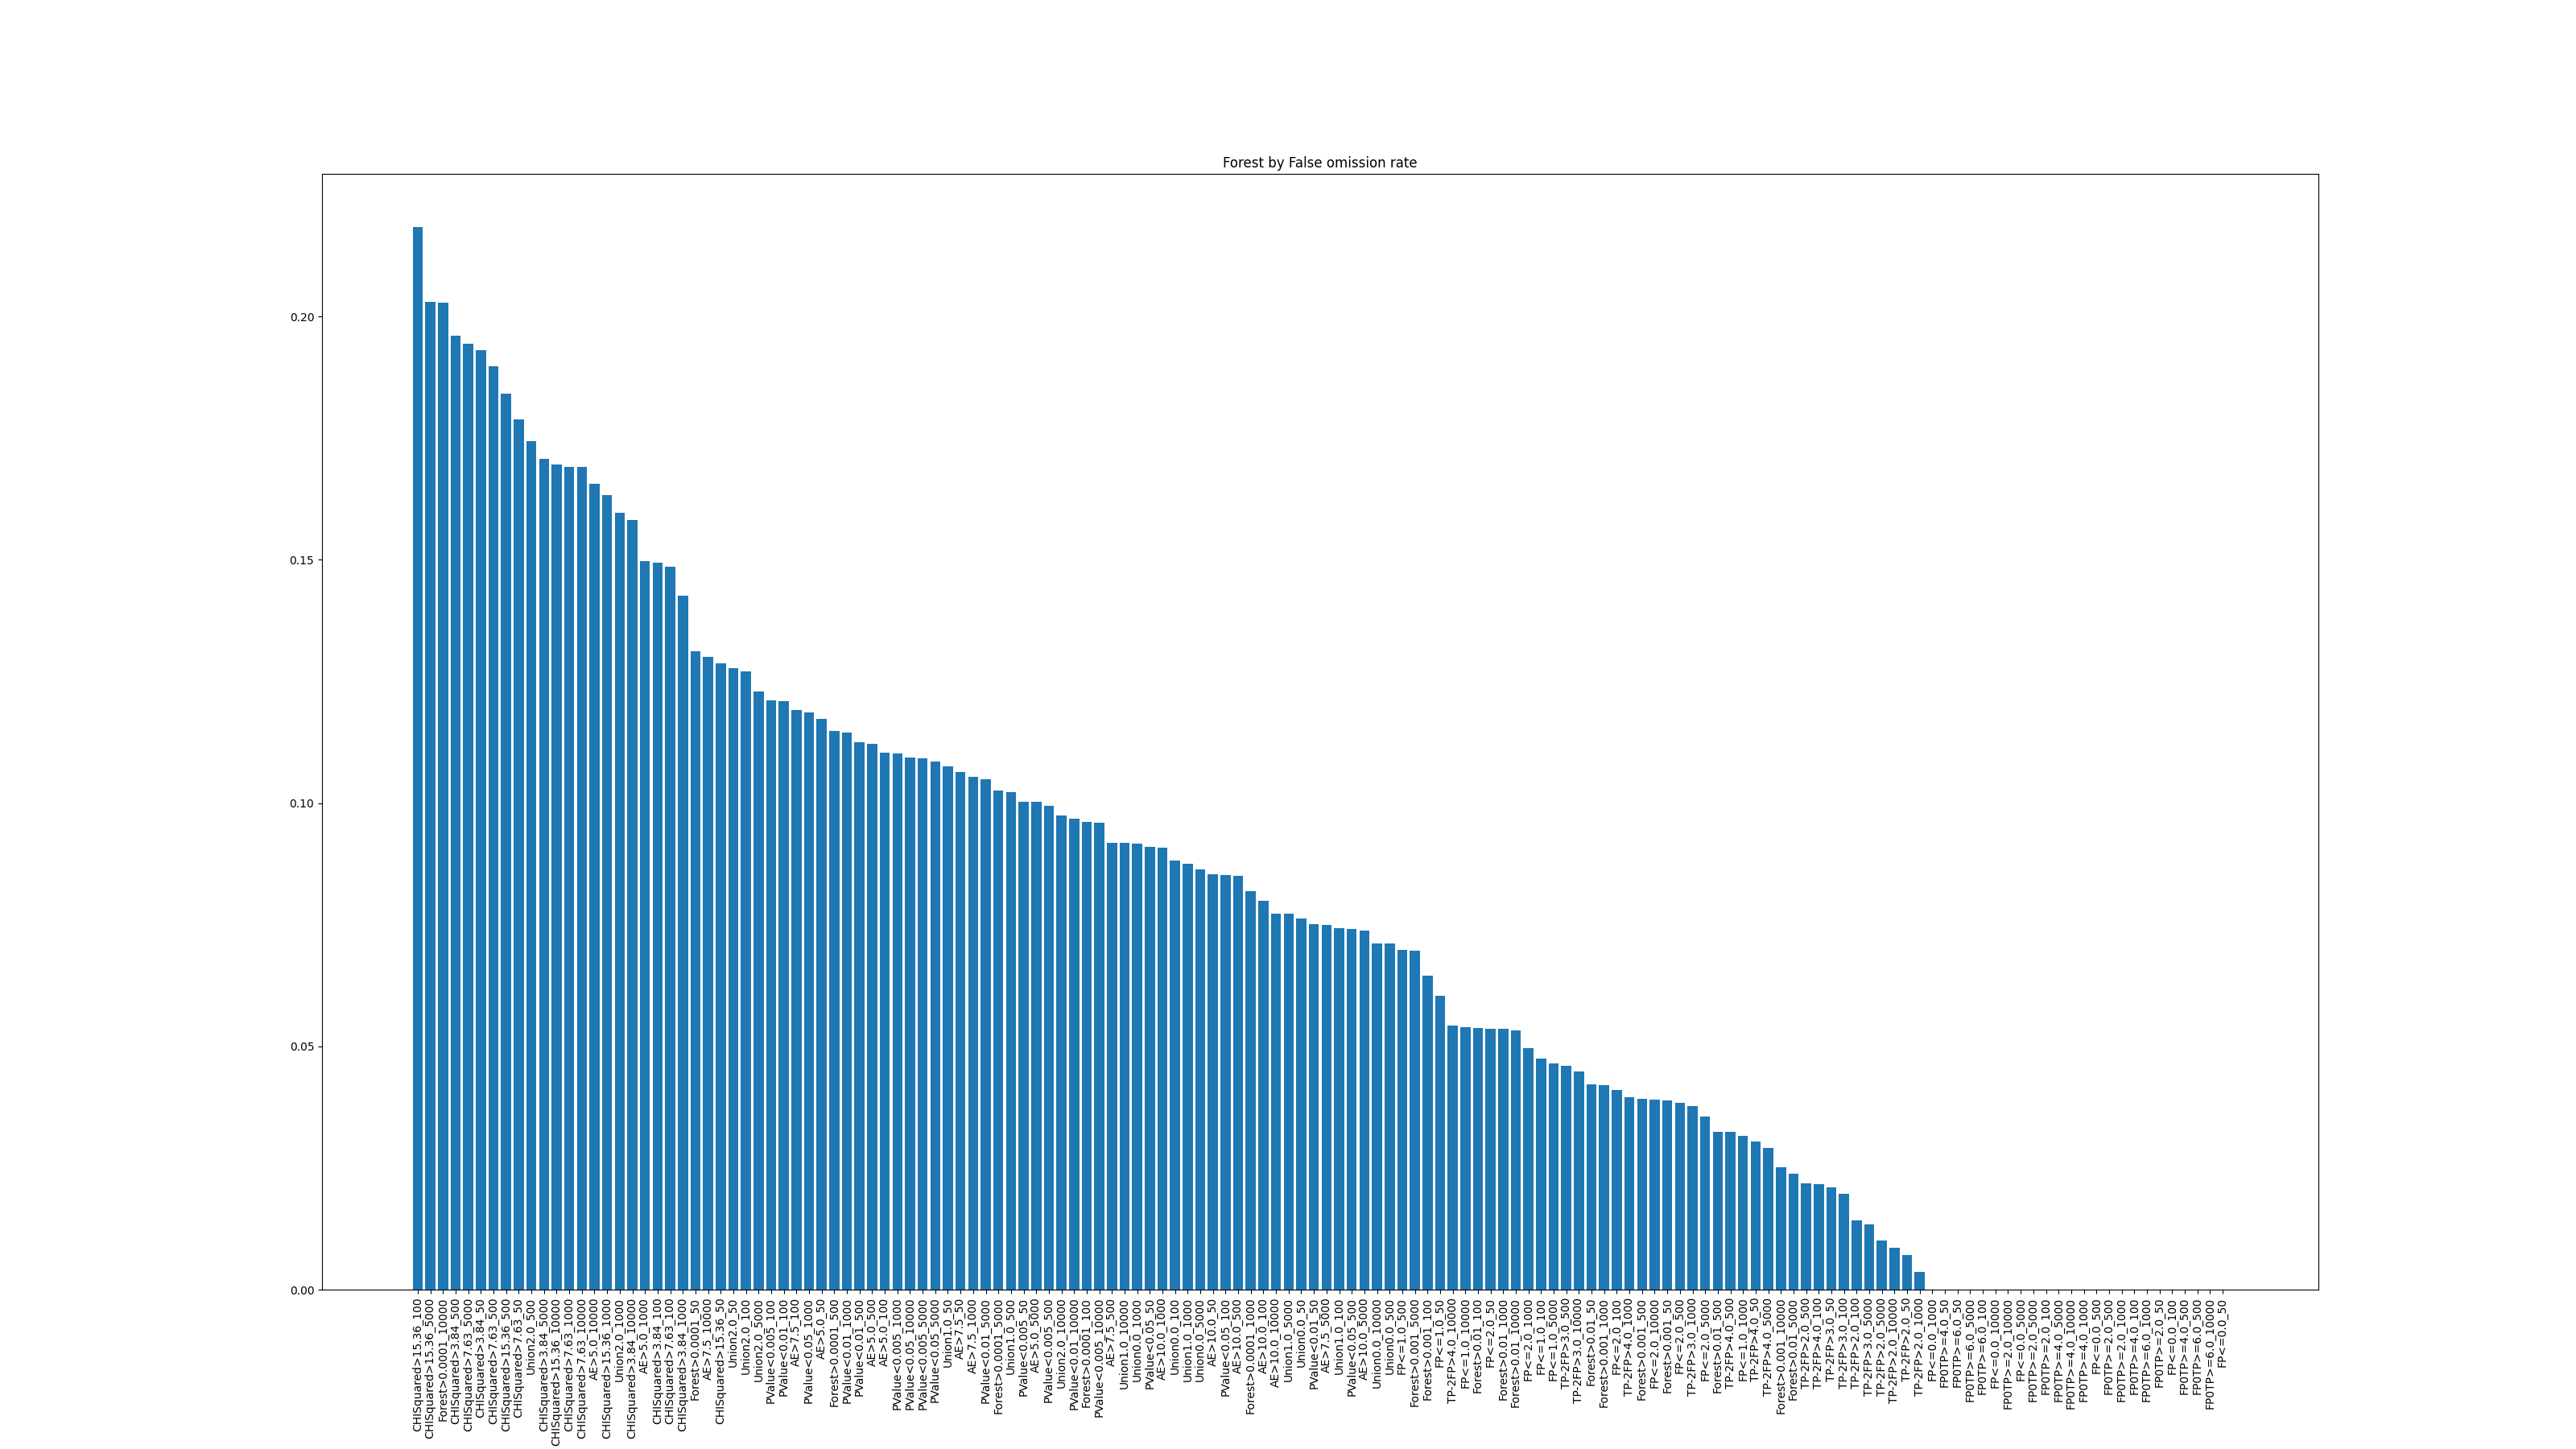 Forest by False omission rate
0.20
0.15
0.10
0.05
0.00
CHISquared>15.36_100
CHISquared>15.36_5000
Forest>0.0001_10000
CHISquared>3.84_500
CHISquared>7.63_5000
CHISquared>3.84_50
CHISquared>7.63_500
CHISquared>15.36_500
CHISquared>7.63_50
Union2.0_500
CHISquared>3.84_5000
CHISquared>15.36_10000
CHISquared>7.63_1000
CHISquared>7.63_10000
AE>5.0_10000
CHISquared>15.36_1000
Union2.0_1000
CHISquared>3.84_10000
AE>5.0_1000
CHISquared>3.84_100
CHISquared>7.63_100
CHISquared>3.84_1000
Forest>0.0001_50
AE>7.5_10000
CHISquared>15.36_50
Union2.0_50
Union2.0_100
Union2.0_5000
PValue<0.005_100
PValue<0.01_100
AE>7.5_100
PValue<0.05_1000
AE>5.0_50
Forest>0.0001_500
PValue<0.01_1000
PValue<0.01_500
AE>5.0_500
AE>5.0_100
PValue<0.005_1000
PValue<0.05_10000
PValue<0.05_5000
PValue<0.005_5000
Union1.0_50
AE>7.5_50
AE>7.5_1000
PValue<0.01_5000
Forest>0.0001_5000
Union1.0_500
PValue<0.005_50
AE>5.0_5000
PValue<0.005_500
Union2.0_10000
PValue<0.01_10000
Forest>0.0001_100
PValue<0.005_10000
AE>7.5_500
Union1.0_10000
Union0.0_1000
PValue<0.05_50
AE>10.0_1000
Union0.0_100
Union1.0_1000
Union0.0_5000
AE>10.0_50
PValue<0.05_100
AE>10.0_500
Forest>0.0001_1000
AE>10.0_100
AE>10.0_10000
Union1.0_5000
Union0.0_50
PValue<0.01_50
AE>7.5_5000
Union1.0_100
PValue<0.05_500
AE>10.0_5000
Union0.0_10000
Union0.0_500
FP<=1.0_500
Forest>0.001_5000
Forest>0.001_100
FP<=1.0_50
TP-2FP>4.0_10000
FP<=1.0_10000
Forest>0.01_100
FP<=2.0_50
Forest>0.01_1000
Forest>0.01_10000
FP<=2.0_1000
FP<=1.0_100
FP<=1.0_5000
TP-2FP>3.0_500
TP-2FP>3.0_10000
Forest>0.01_50
Forest>0.001_1000
FP<=2.0_100
TP-2FP>4.0_1000
Forest>0.001_500
FP<=2.0_10000
Forest>0.001_50
FP<=2.0_500
TP-2FP>3.0_1000
FP<=2.0_5000
Forest>0.01_500
TP-2FP>4.0_500
FP<=1.0_1000
TP-2FP>4.0_50
TP-2FP>4.0_5000
Forest>0.001_10000
Forest>0.01_5000
TP-2FP>2.0_500
TP-2FP>4.0_100
TP-2FP>3.0_50
TP-2FP>3.0_100
TP-2FP>2.0_100
TP-2FP>3.0_5000
TP-2FP>2.0_5000
TP-2FP>2.0_10000
TP-2FP>2.0_50
TP-2FP>2.0_1000
FP<=0.0_1000
FP0TP>=4.0_50
FP0TP>=6.0_50
FP0TP>=6.0_5000
FP0TP>=6.0_100
FP<=0.0_10000
FP0TP>=2.0_10000
FP<=0.0_5000
FP0TP>=2.0_5000
FP0TP>=2.0_100
FP0TP>=4.0_5000
FP0TP>=4.0_10000
FP0TP>=4.0_1000
FP<=0.0_500
FP0TP>=2.0_500
FP0TP>=2.0_1000
FP0TP>=4.0_100
FP0TP>=6.0_1000
FP0TP>=2.0_50
FP<=0.0_100
FP0TP>=4.0_500
FP0TP>=6.0_500
FP0TP>=6.0_10000
FP<=0.0_50